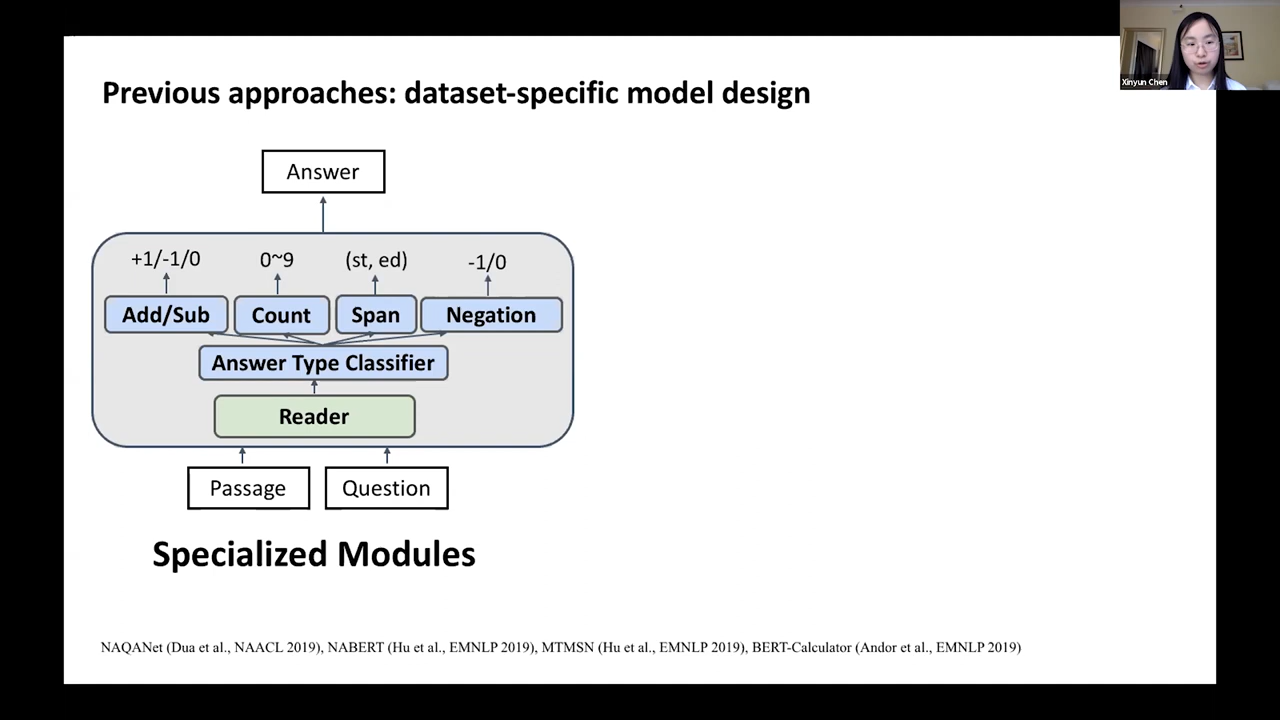 Previous approaches: dataset-specific model design
Xinyun Chen
Answer
+1/-1/0 0~9 (st, ed) -1/0
Add/Sub Count Span Negation
Answer Type Classifier
Reader
Passage Question
Specialized Modules
NAQANet (Dua et al., NAACL 2019), NABERT (Hu et al., EMNLP 2019), MTMSN (Hu et al., EMNLP 2019), BERT-Calculator (Andor et al., EMNLP 2019)